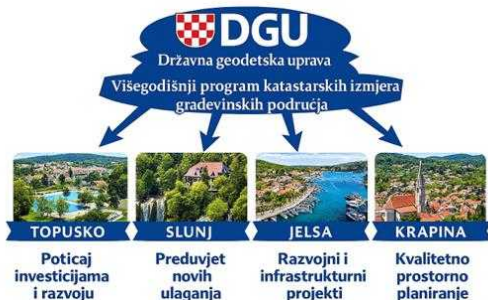 DGU
Državna geodetska uprava
Višegodišnji program katastarskih izmjera
građevinskih područja
TOPUSKO
SLUNJ
JELSA
KRAPINA
Poticaj
investicijama
i razvoju
Preduvjet
novih
ulaganja
Razvojni i
infrastrukturni
projekti
Kvalitetno
prostorno
planiranje